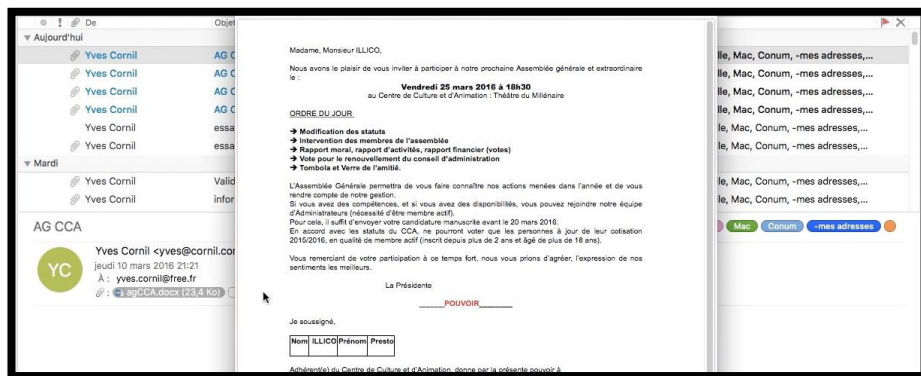 ! De Objet
Aujourd'hui
Yves Cornil AG C lle, Mac, Conum, -mes adresses,...
Yves Cornil AG C lle, Mac, Conum, -mes adresses,...
Yves Cornil AG C lle, Mac, Conum, -mes adresses,...
Yves Cornil AG C lle, Mac, Conum, -mes adresses,...
Yves Cornil essa le, Mac, Conum, -mes adresses,...
Yves Cornil essa le, Mac, Conum, -mes adresses,...
Mardi
Yves Cornil Valid le, Mac, Conum, -mes adresses,...
Yves Cornil infor le, Mac, Conum, -mes adresses,...
AG CCA
Mac Conum -mes adresses
YC
Yves Cornil <yves@cornil.com
jeudi 10 mars 2016 21:21
À : yves.cornil@free.fr
agCCA.docx (23,4 Ko)
Madame, Monsieur ILLICO,
Nous avons le plaisir de vous inviter à participer à notre prochaine Assemblée générale et extraordinaire
le :
Vendredi 25 mars 2016 à 18h30
au Centre de Culture et d'Animation : Théâtre du Millénaire
ORDRE DU JOUR
➔ Modification des statuts
➔ Intervention des membres de l'assemblée
➔ Rapport moral, rapport d'activités, rapport financier (votes)
➔ Vote pour le renouvellement du conseil d'administration
➔ Tombola et Verre de l'amitié.
L'Assemblée Générale permettra de vous faire connaître nos actions menées dans l'année et de vous
rendre compte de notre gestion.
Si vous avez des compétences, et si vous avez des disponibilités, vous pouvez rejoindre notre équipe
d'Administrateurs (nécessité d'être membre actif).
Pour cela, il suffit d'envoyer votre candidature manuscrite avant le 20 mars 2016.
En accord avec les statuts du CCA, ne pourront voter que les personnes à jour de leur cotisation
2015/2016, en qualité de membre actif (inscrit depuis plus de 2 ans et âgé de plus de 18 ans).
Vous remerciant de votre participation à ce temps fort, nous vous prions d'agréer, l'expression de nos
sentiments les meilleurs.
La Présidente
______POUVOIR________
Je soussigné,
Nom ILLICO Prénom Presto
Adhérent(e) du Centre de Culture et d'Animation, donne par la présente pouvoir à